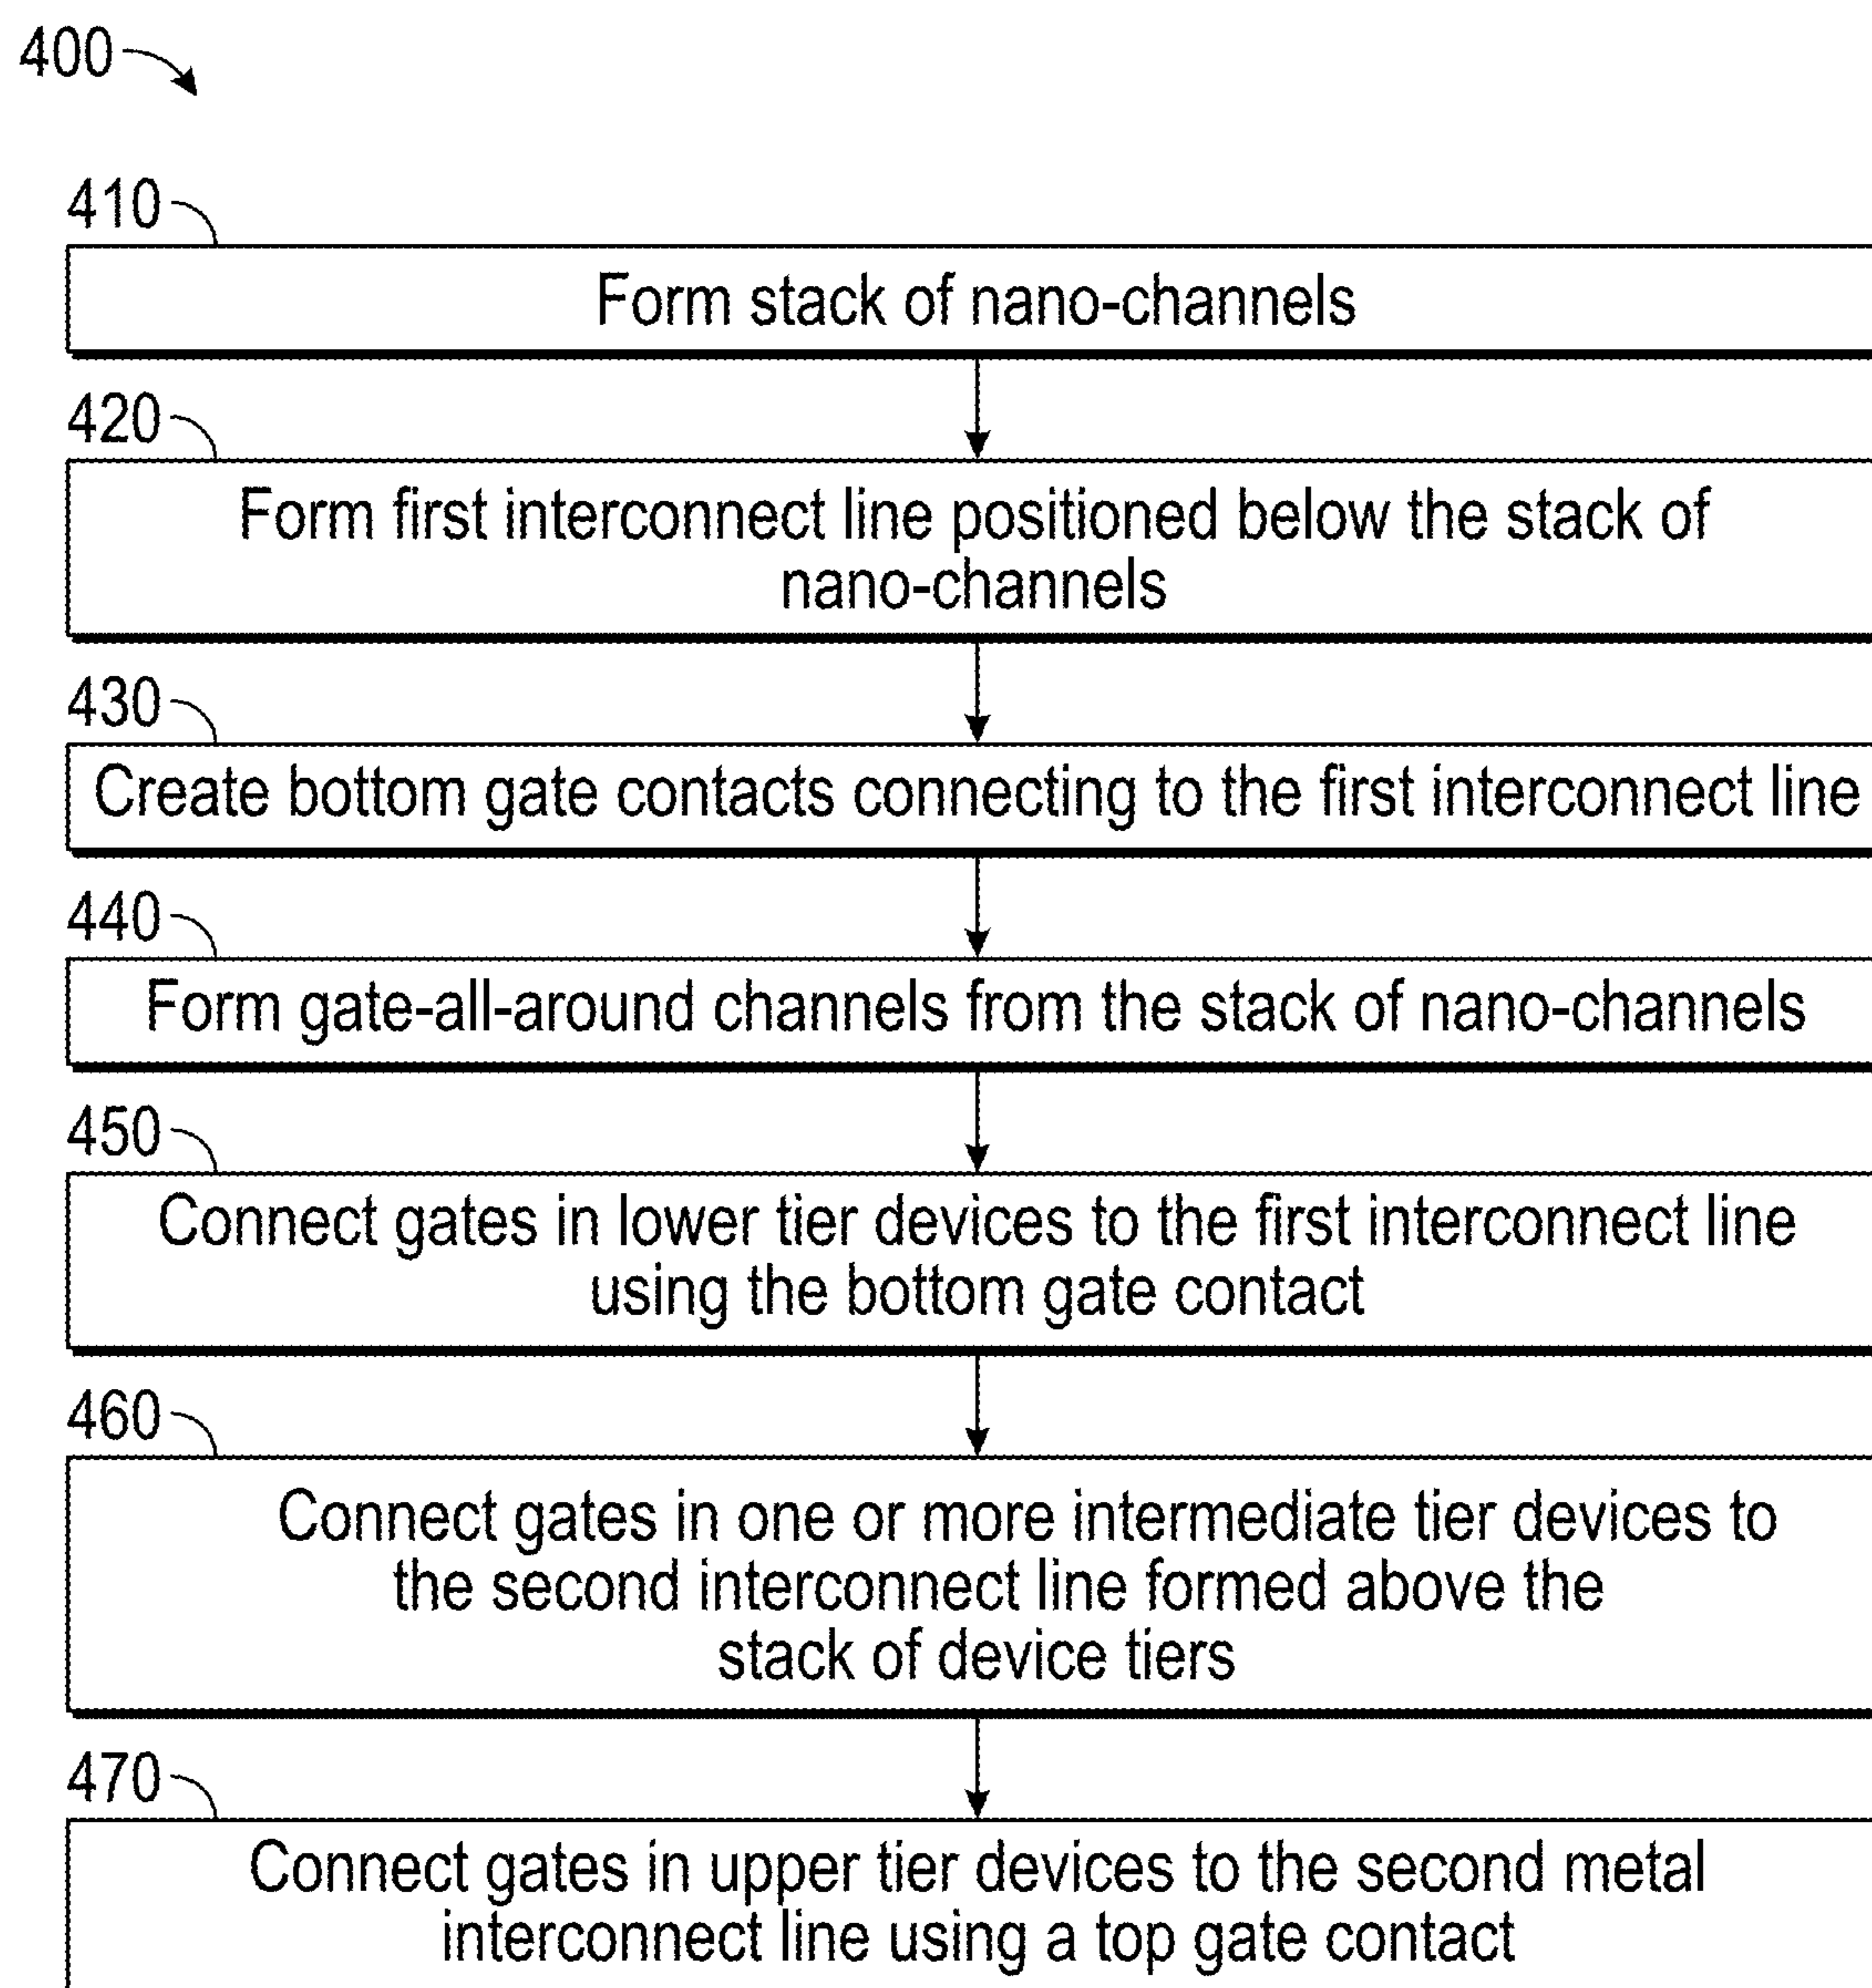 400
410
Form stack of nano-channels
420
Form first interconnect line positioned below the stack of
nano-channels
430
Create bottom gate contacts connecting to the first interconnect line
440
Form gate-all-around channels from the stack of nano-channels
450
Connect gates in lower tier devices to the first interconnect line
using the bottom gate contact
460
Connect gates in one or more intermediate tier devices to
the second interconnect line formed above the
stack of device tiers
470
Connect gates in upper tier devices to the second metal
interconnect line using a top gate contact